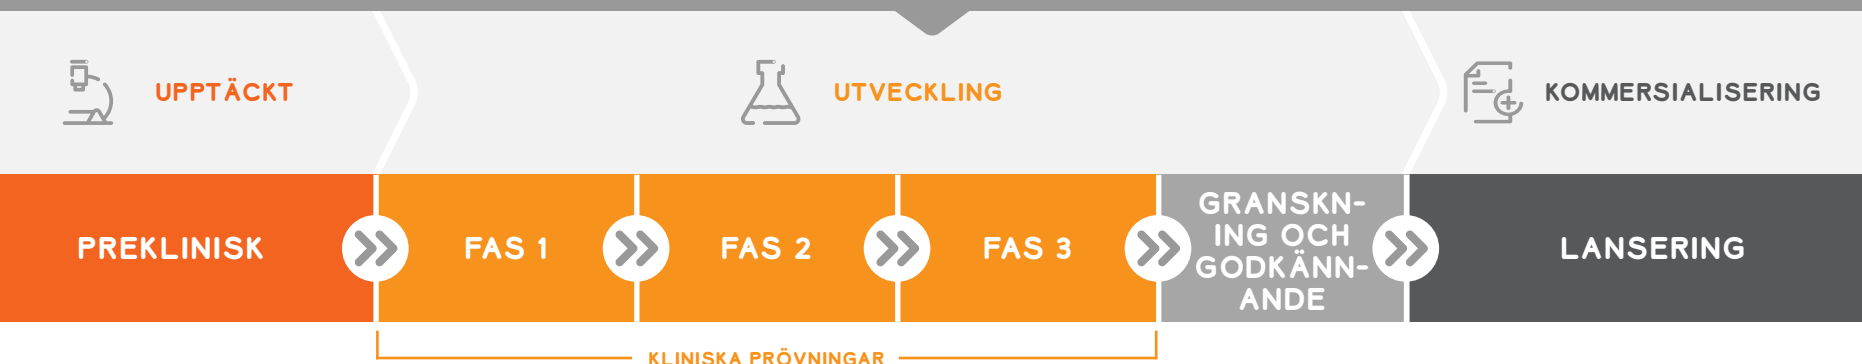 UPPTÄCKT
UTVECKLING
KOMMERSIALISERING
PREKLINISK
FAS 1
FAS 2
FAS 3
GRANSKN-
ING OCH
GODKÄNN-
ANDE
LANSERING
KLINISKA PRÖVNINGAR